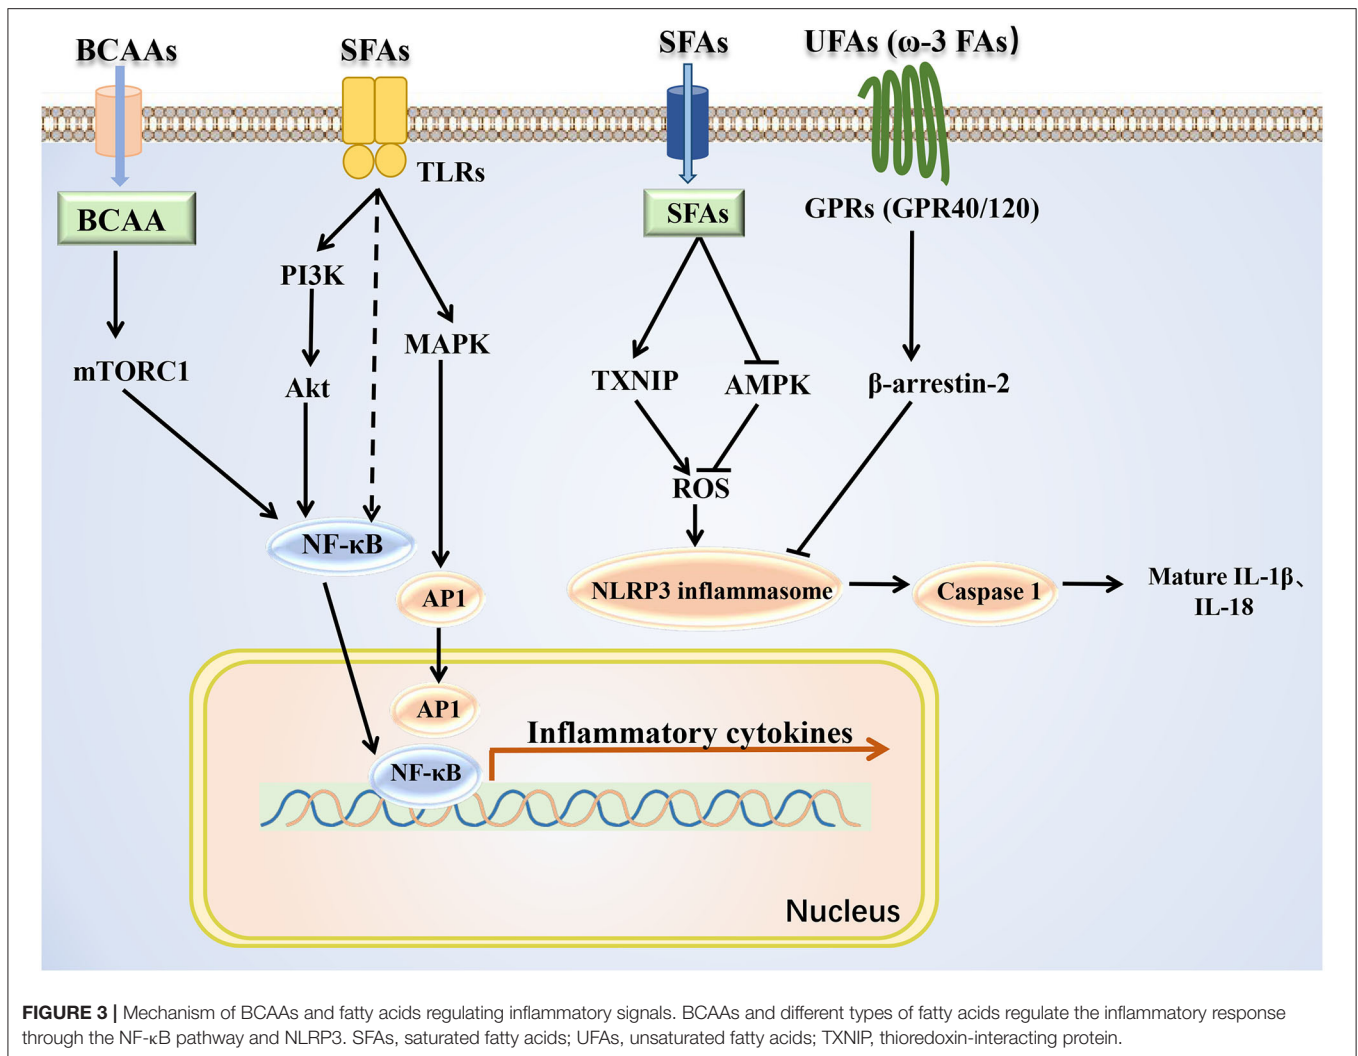 BCAAs
SFAs
SFAs
UFAs (ω-3 FAs)
TLRs
BCAA
SFAs
GPRs (GPR40/120)
PI3K
MAPK
mTORC1
Akt
TXNIP
AMPK
β-arrestin-2
ROS
NF-κB
AP1
NLRP3 inflammasome
Caspase 1
Mature IL-1β、
IL-18
AP1
Inflammatory cytokines
NF-κB
Nucleus
FIGURE 3 | Mechanism of BCAAs and fatty acids regulating inflammatory signals. BCAAs and different types of fatty acids regulate the inflammatory response
through the NF-κB pathway and NLRP3. SFAs, saturated fatty acids; UFAs, unsaturated fatty acids; TXNIP, thioredoxin-interacting protein.